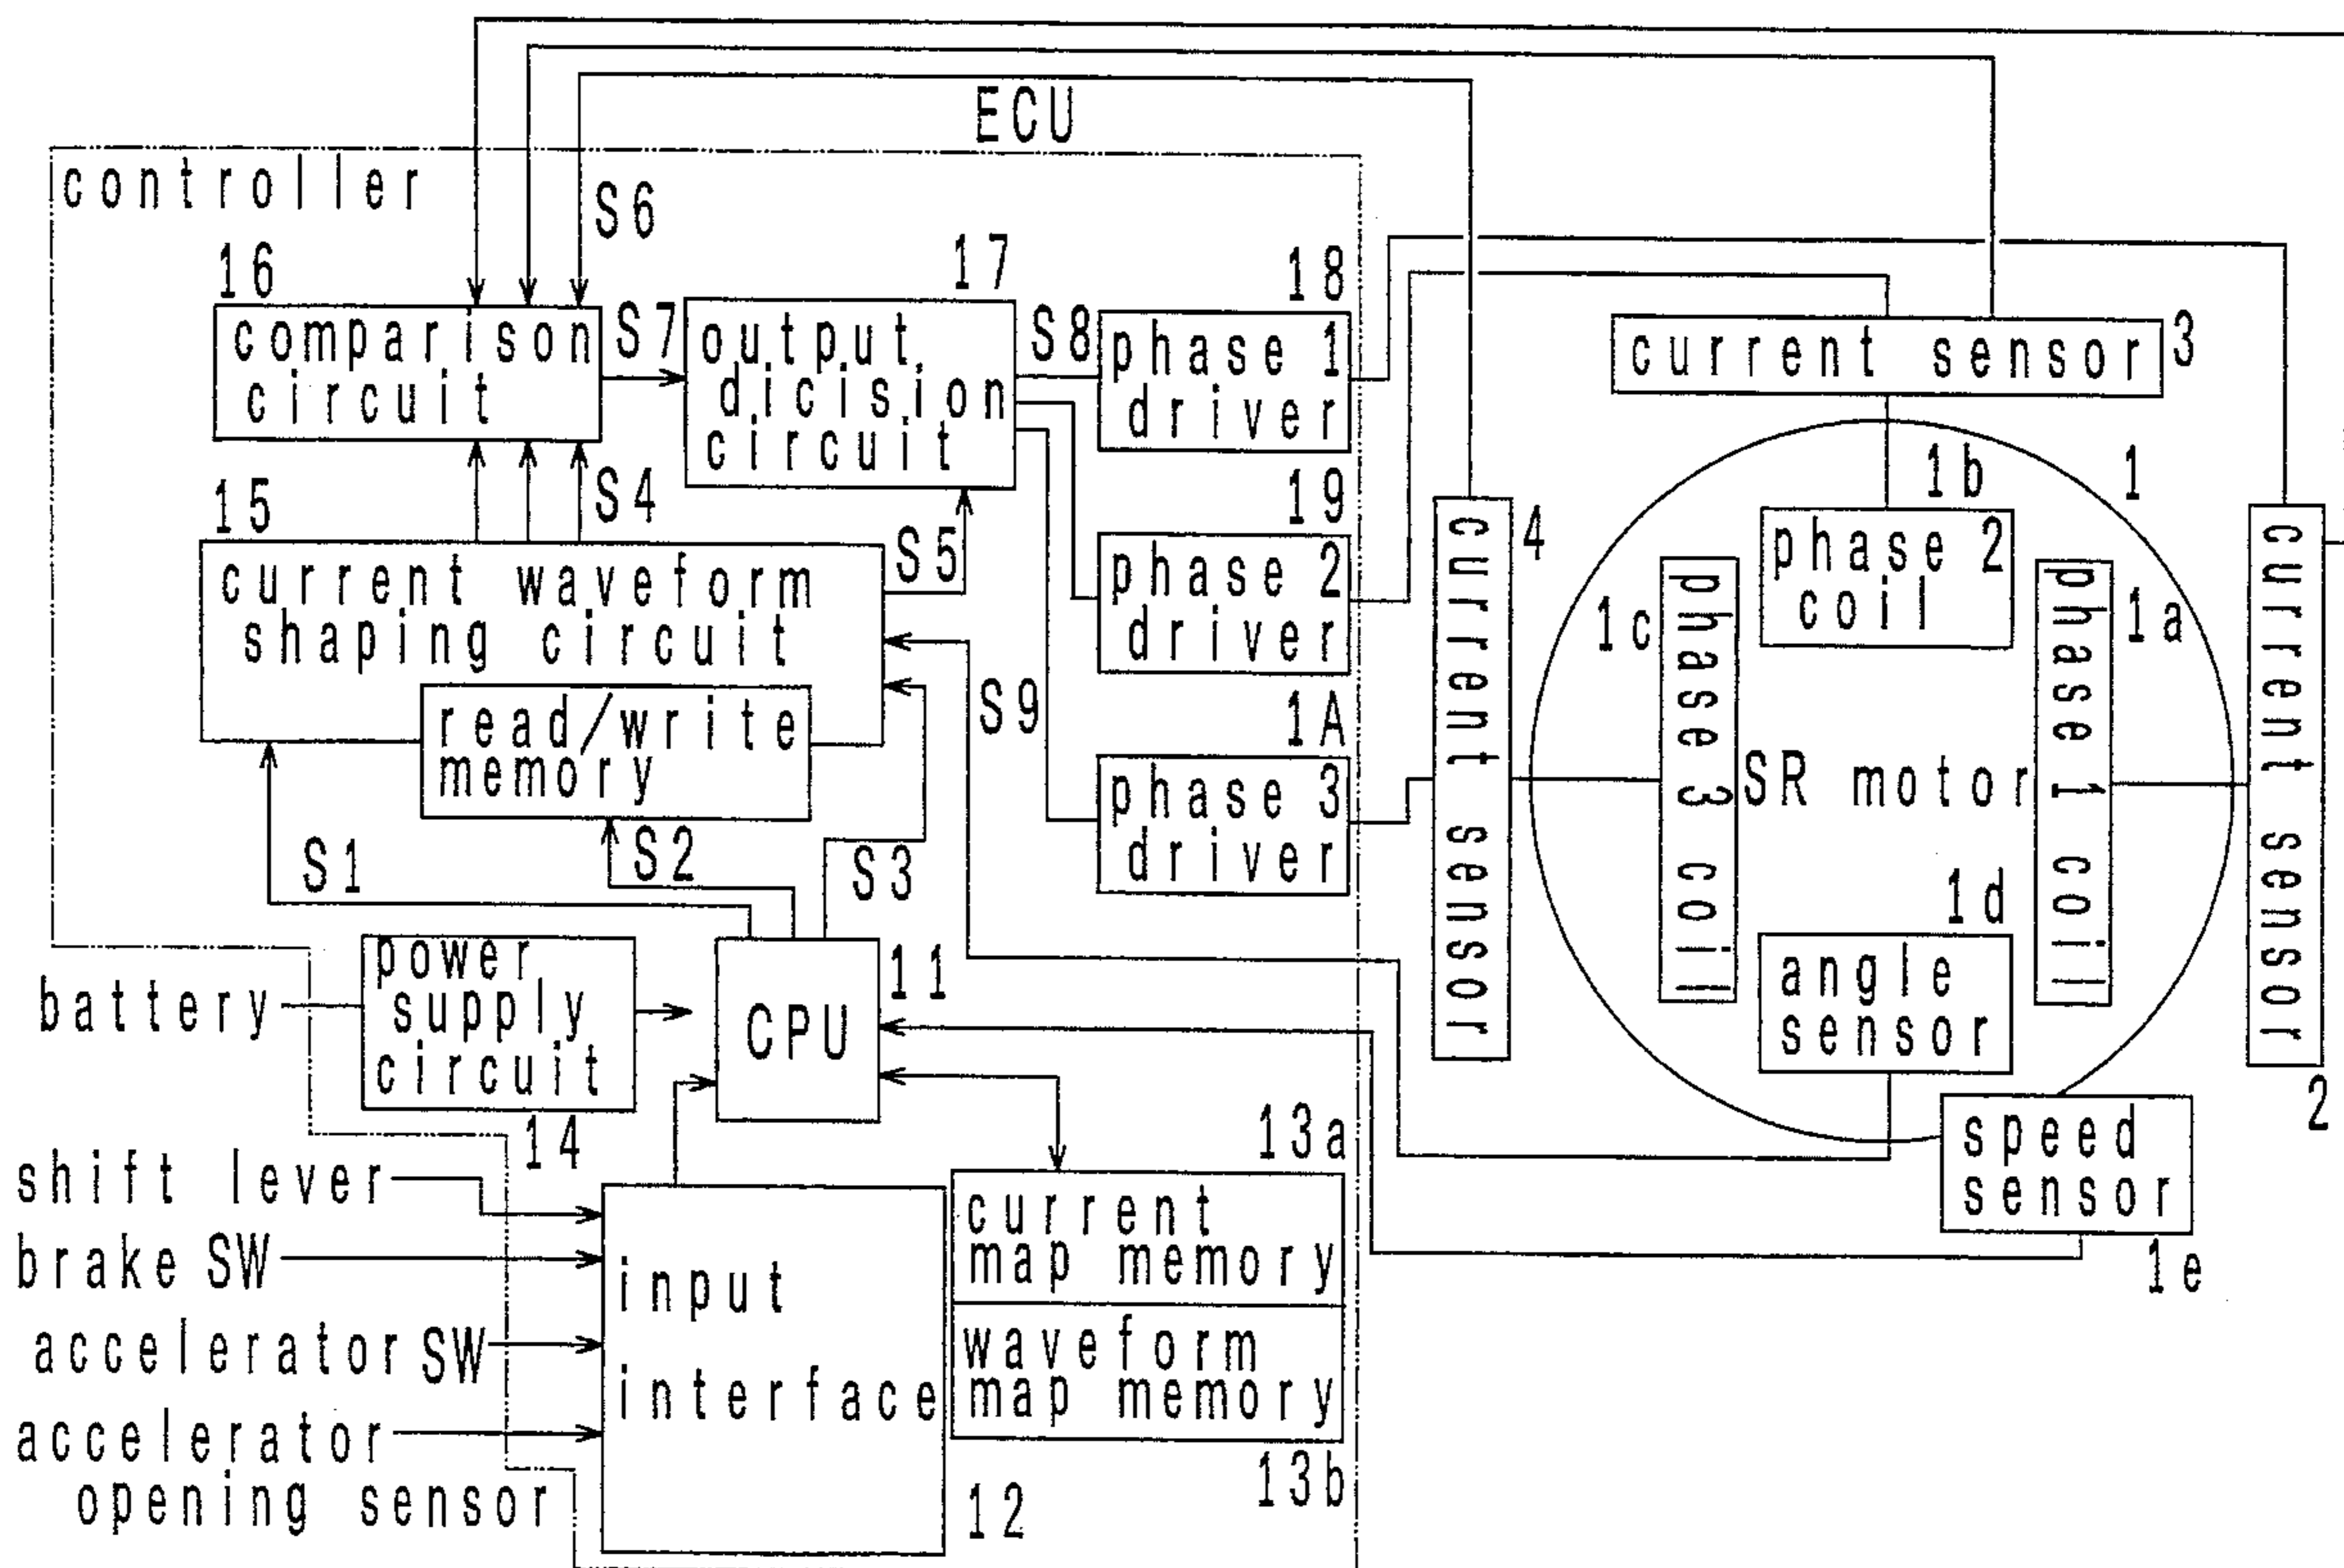 ECU
controller
S6
16
17
18
comparison
circuit
S7
output
dicision
circuit
S8
phase 1
driver
current sensor
3
15
S4
S5
19
phase 2
driver
4
current sensor
1b
1
phase 2
coil
1c
phase 3 coil
1a
phase 1 coil
current sensor
2
current waveform
shaping circuit
read/write
memory
S9
1A
phase 3
driver
SR motor
S1
S2
S3
1d
angle
sensor
battery
power
supply
circuit
14
CPU
11
speed
sensor
1e
shift lever
brake SW
accelerator SW
accelerator
opening sensor
input
interface
12
13a
current
map memory
waveform
map memory
13b